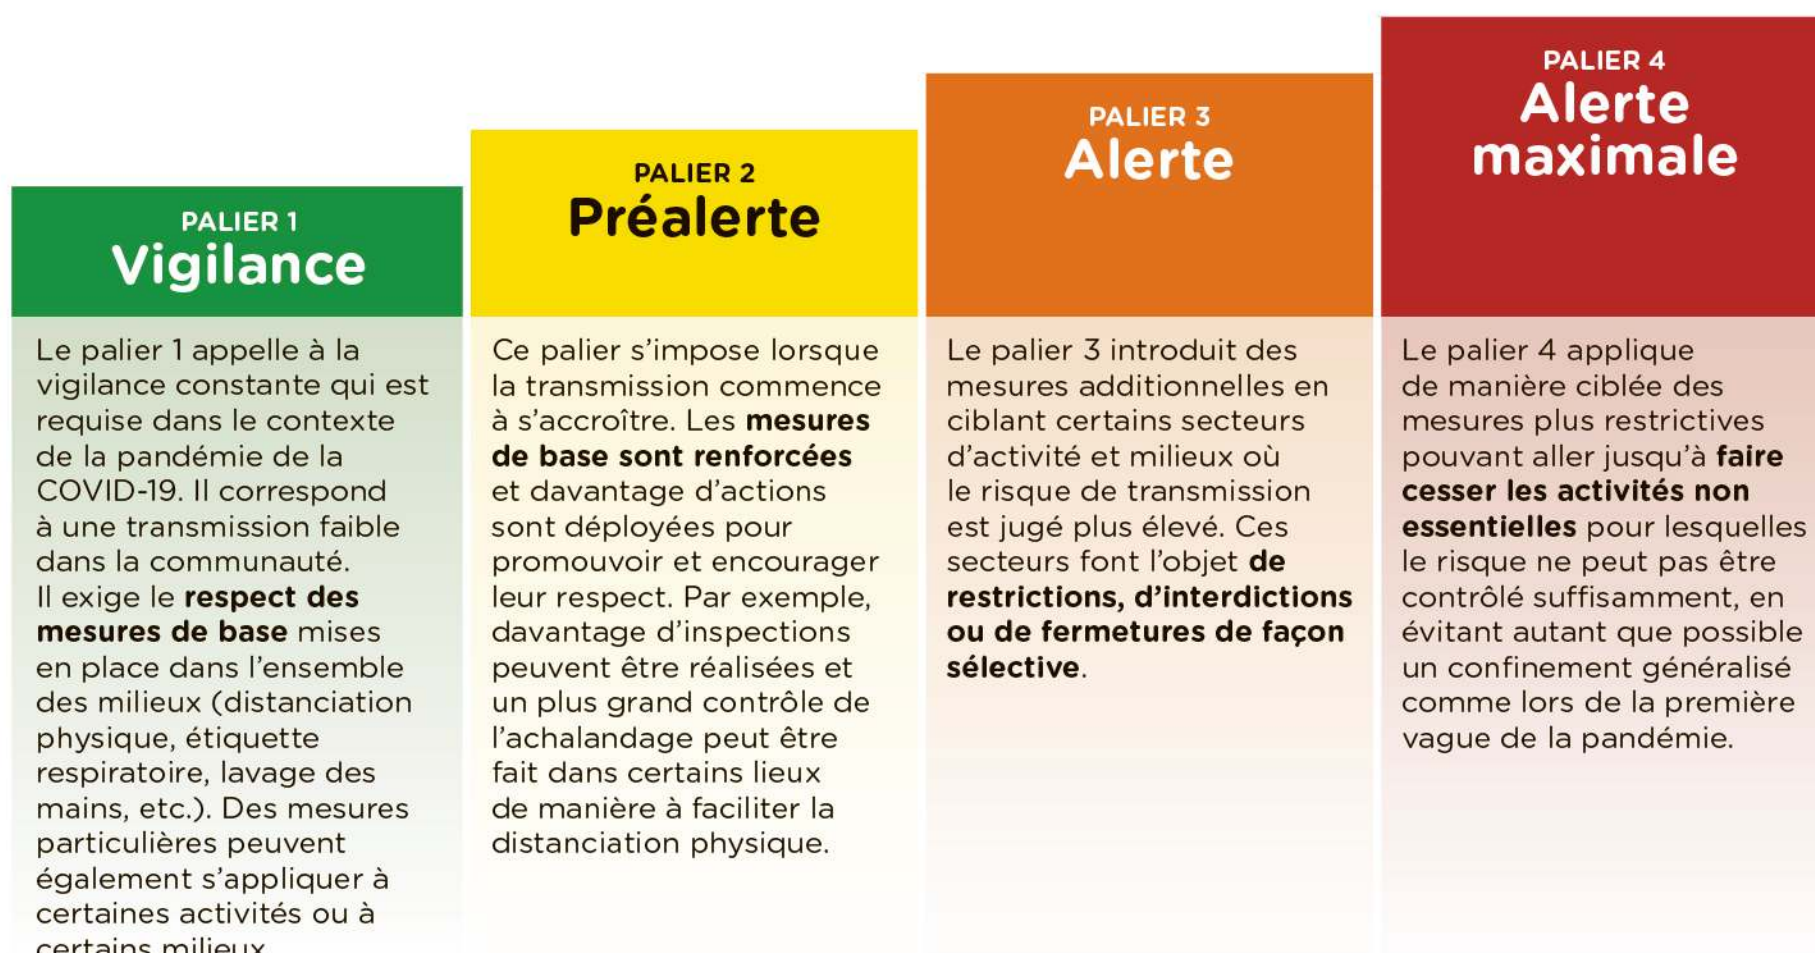 PALIER 1
Vigilance
Le palier 1 appelle à la
vigilance constante qui est
requise dans le contexte
de la pandémie de la
COVID-19. Il correspond
à une transmission faible
dans la communauté.
Il exige le respect des
mesures de base mises
en place dans l’ensemble
des milieux (distanciation
physique, étiquette
respiratoire, lavage des
mains, etc.). Des mesures
particulières peuvent
également s’appliquer à
certaines activités ou à
certains milieux
PALIER 2
Préalerte
Ce palier s’impose lorsque
la transmission commence
à s’accroître. Les mesures
de base sont renforcées
et davantage d’actions
sont déployées pour
promouvoir et encourager
leur respect. Par exemple,
davantage d’inspections
peuvent être réalisées et
un plus grand contrôle de
l’achalandage peut être
fait dans certains lieux
de manière à faciliter la
distanciation physique.
PALIER 3
Alerte
Le palier 3 introduit des
mesures additionnelles en
ciblant certains secteurs
d’activité et milieux où
le risque de transmission
est jugé plus élevé. Ces
secteurs font l’objet de
restrictions, d’interdictions
ou de fermetures de façon
sélective.
PALIER 4
Alerte
maximale
Le palier 4 applique
de manière ciblée des
mesures plus restrictives
pouvant aller jusqu’à faire
cesser les activités non
essentielles pour lesquelles
le risque ne peut pas être
contrôlé suffisamment, en
évitant autant que possible
un confinement généralisé
comme lors de la première
vague de la pandémie.